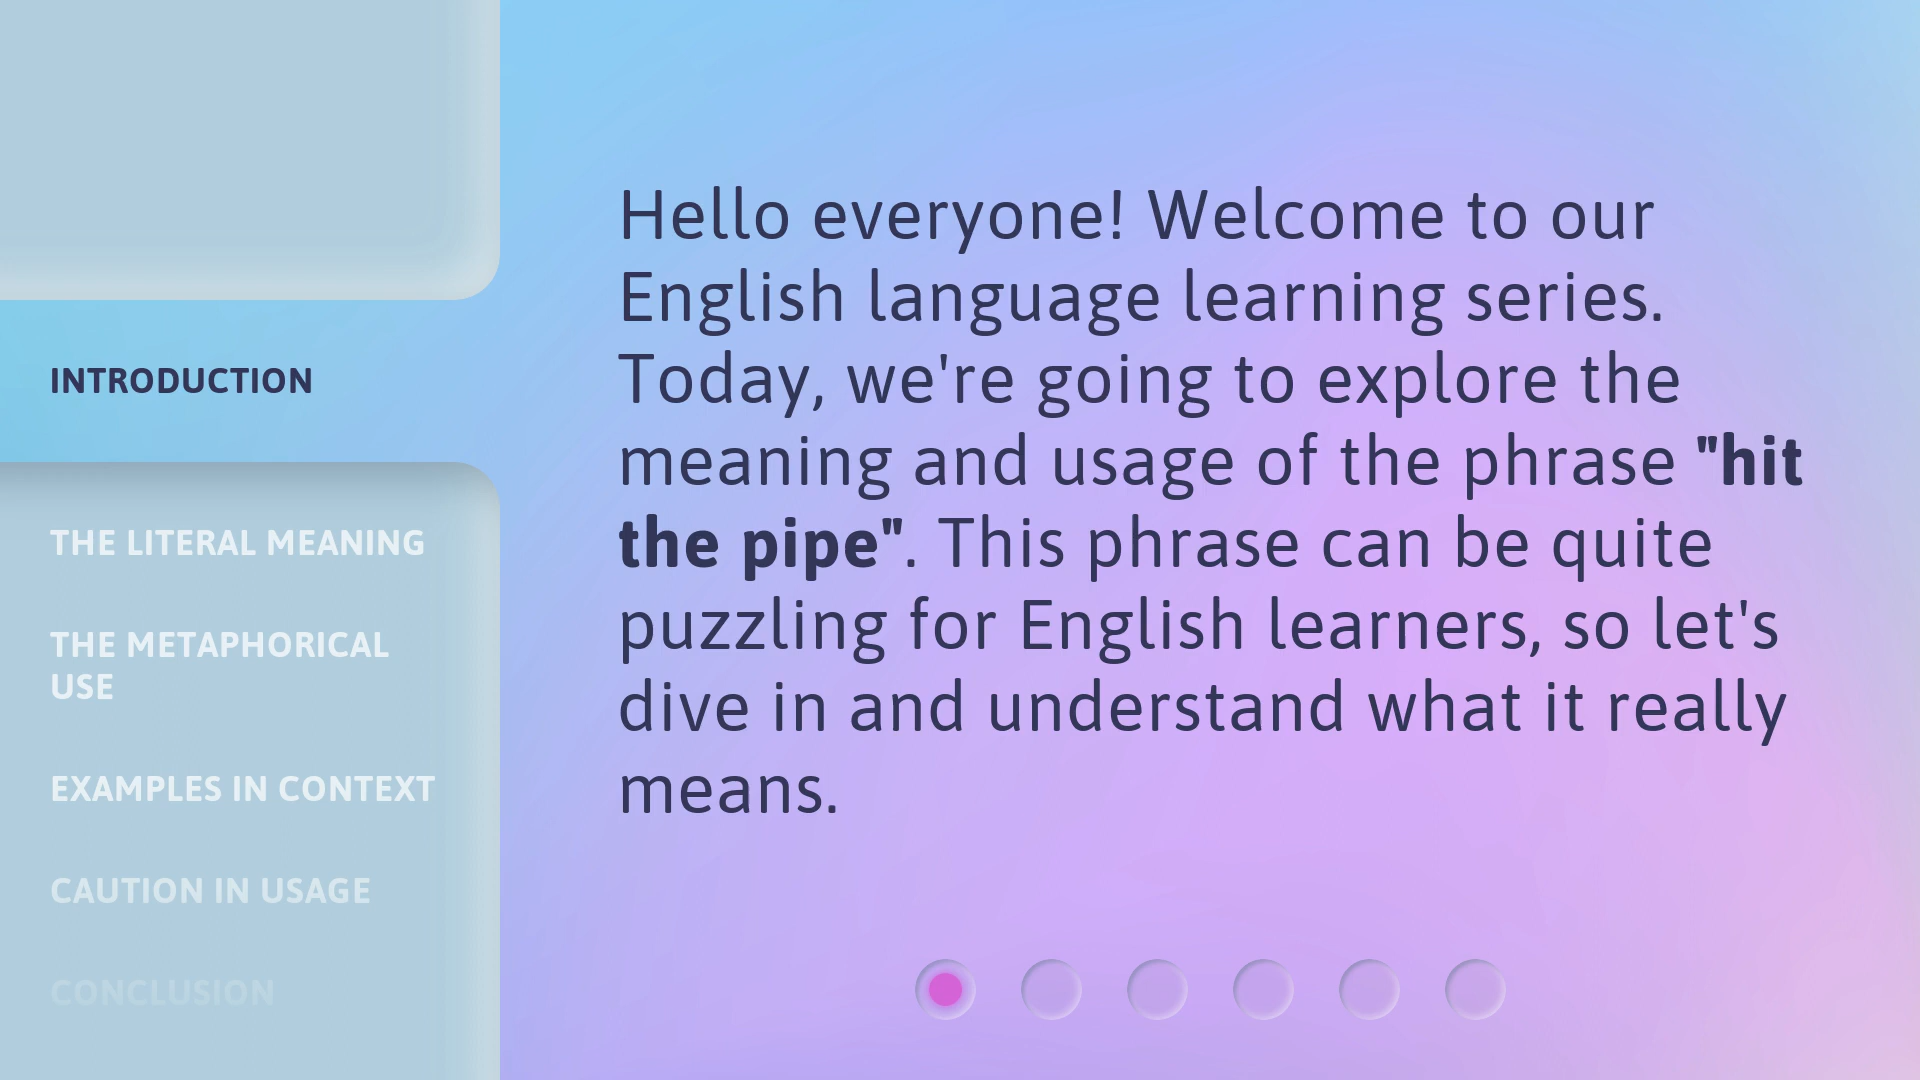 INTRODUCTION
THE LITERAL MEANING
THE METAPHORICAL
USE
EXAMPLES IN CONTEXT
CAUTION IN USAGE
CONCLUSION
Hello everyone! Welcome to our
English language learning series.
Today, we're going to explore the
meaning and usage of the phrase "hit
the pipe". This phrase can be quite
puzzling for English learners, so let's
dive in and understand what it really
means.